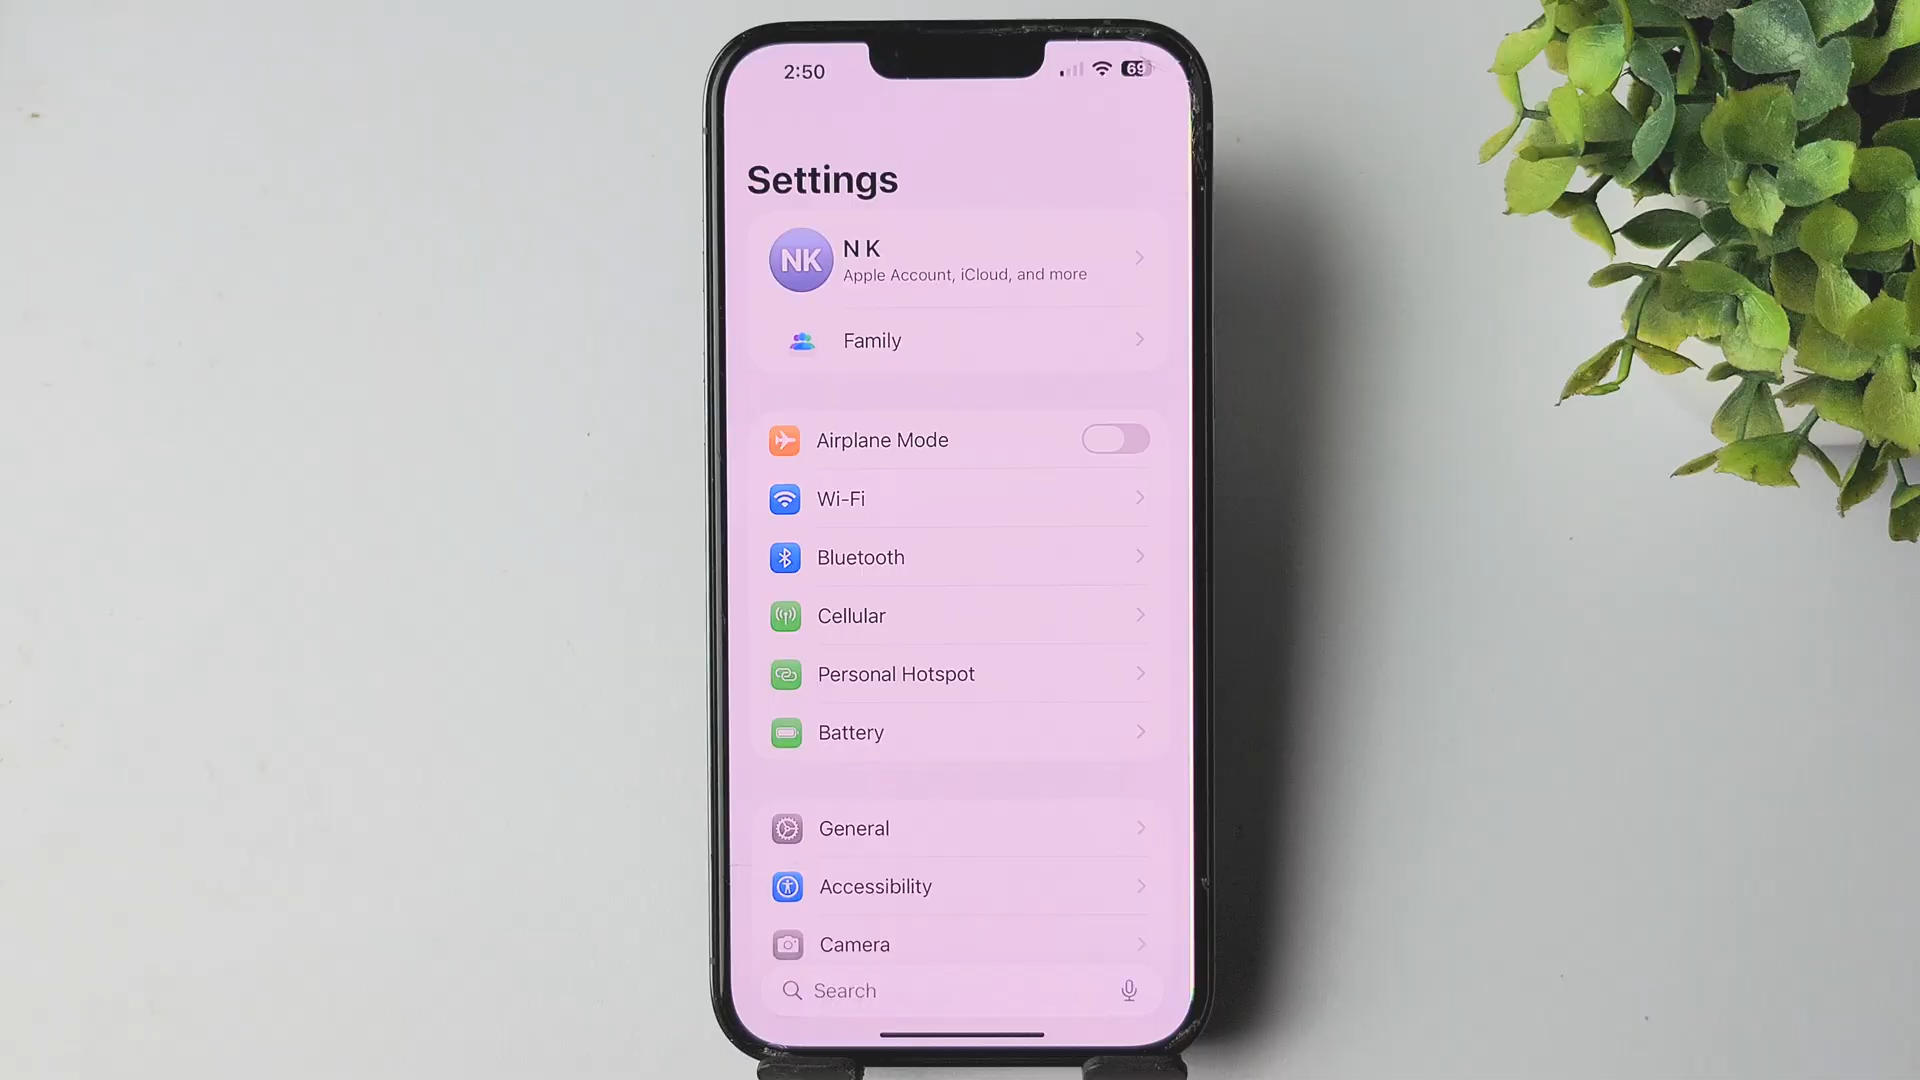 2:50
69
Settings
NK
N K
Apple Account, iCloud, and more
Family
Airplane Mode
Wi-Fi
Bluetooth
Cellular
Personal Hotspot
Battery
General
Accessibility
Camera
Search